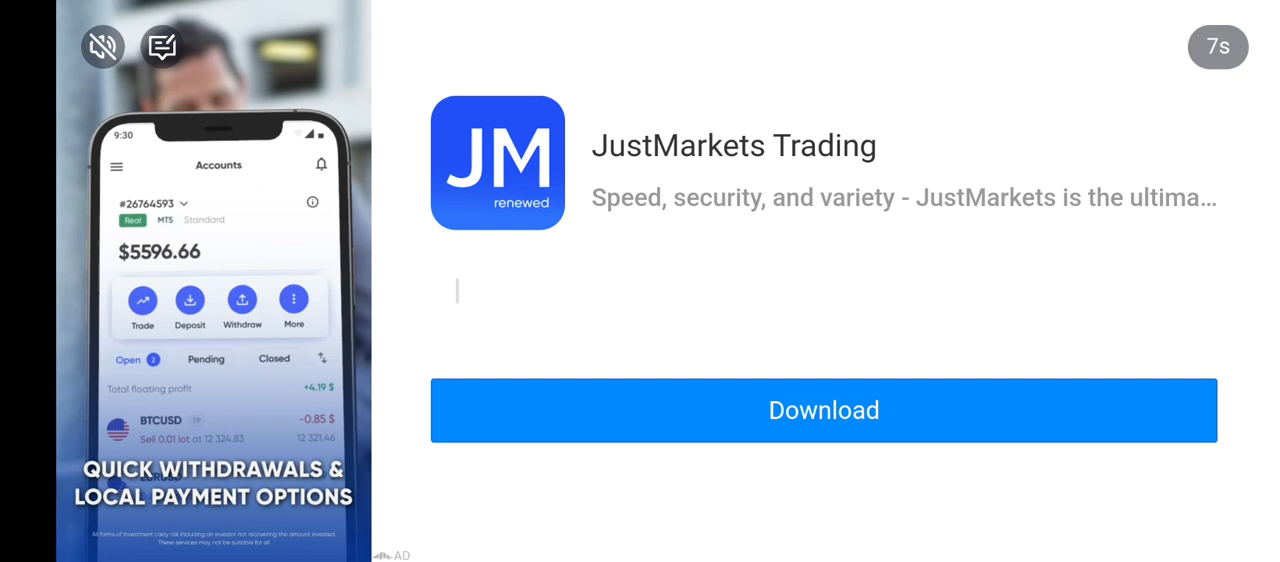 7s
9:30
Accounts
#26764593
Real MT5 Standard
$5596.66
Trade Deposit Withdraw More
Open 2 Pending Closed
Total floating profit +4.19 $
BTCUSD TP -0.85 $
Sell 0.01 lot at 12 324.83 12 321.46
EURUSD
QUICK WITHDRAWALS &
LOCAL PAYMENT OPTIONS
All forms of investment carry risk including an investor not recovering the amount invested.
These services may not be suitable for all
AD
JM
renewed
JustMarkets Trading
Speed, security, and variety - JustMarkets is the ultima...
Download